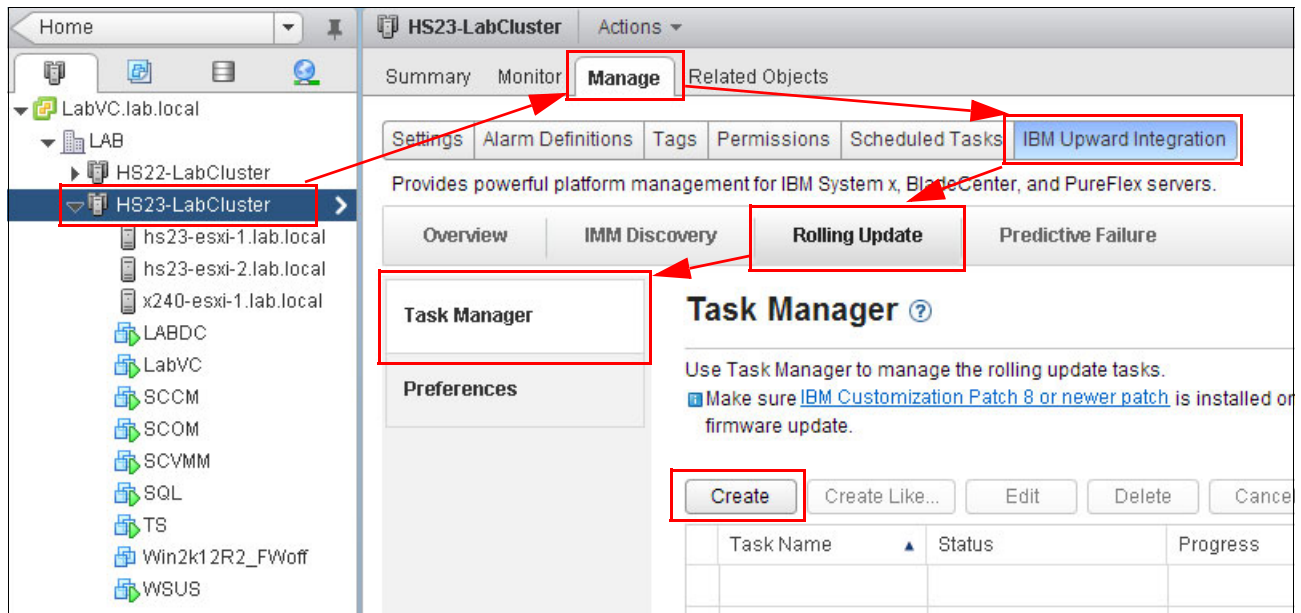 Home
HS23-LabCluster Actions
Summary Monitor Manage Related Objects
LabVC.lab.local
LAB
HS22-LabCluster
HS23-LabCluster
hs23-esxi-1.lab.local
hs23-esxi-2.lab.local
x240-esxi-1.lab.local
LABDC
LabVC
SCCM
SCOM
SCVMM
SQL
TS
Win2k12R2_FWoff
WSUS
Settings Alarm Definitions Tags Permissions Scheduled Tasks IBM Upward Integration
Provides powerful platform management for IBM System x, BladeCenter, and PureFlex servers.
Overview IMM Discovery Rolling Update Predictive Failure
Task Manager
Preferences
Task Manager ?
Use Task Manager to manage the rolling update tasks.
Make sure IBM Customization Patch 8 or newer patch is installed or
firmware update.
Create Create Like... Edit Delete Cancel
Task Name Status Progress